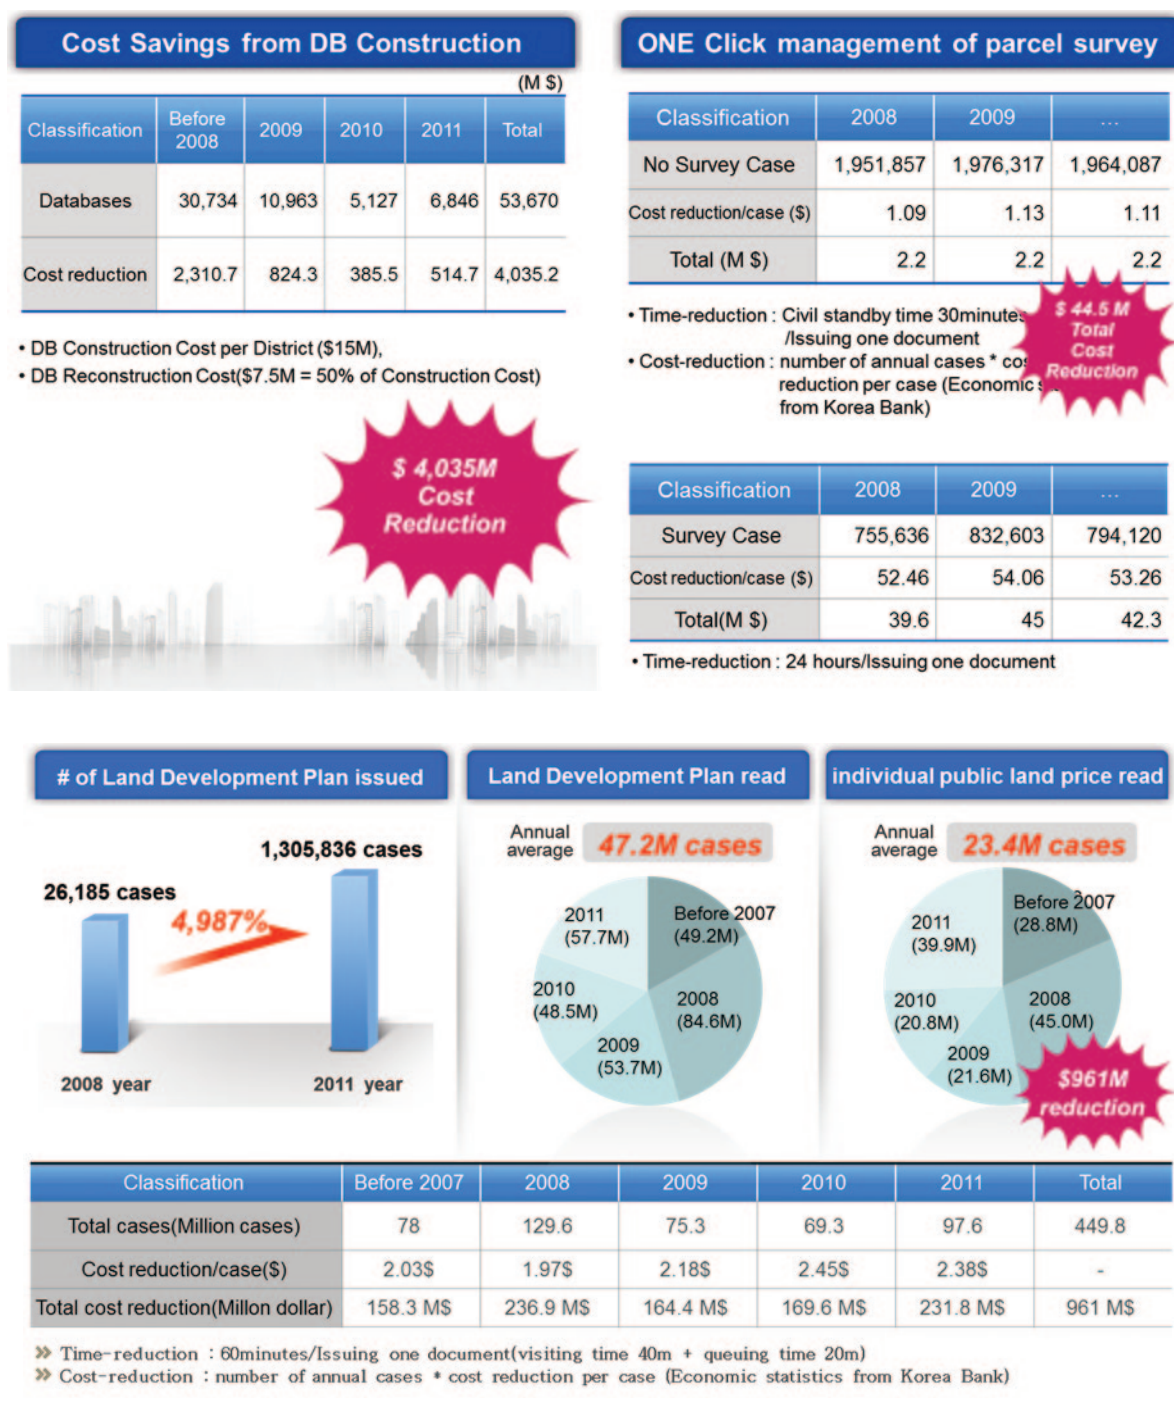 Cost Savings from DB Construction
(M $)
Classification Before 2008 2009 2010 2011 Total
Databases 30,734 10,963 5,127 6,846 53,670
Cost reduction 2,310.7 824.3 385.5 514.7 4,035.2
• DB Construction Cost per District ($15M),
• DB Reconstruction Cost($7.5M = 50% of Construction Cost)
$ 4,035M
Cost
Reduction
ONE Click management of parcel survey
Classification 2008 2009 ...
No Survey Case 1,951,857 1,976,317 1,964,087
Cost reduction/case ($) 1.09 1.13 1.11
Total (M $) 2.2 2.2 2.2
• Time-reduction : Civil standby time 30minutes
/Issuing one document
• Cost-reduction : number of annual cases *
reduction per case (Economic
from Korea Bank)
$ 44.5 M
Total
Cost
Reduction
Classification 2008 2009 ...
Survey Case 755,636 832,603 794,120
Cost reduction/case ($) 52.46 54.06 53.26
Total(M $) 39.6 45 42.3
• Time-reduction : 24 hours/Issuing one document
# of Land Development Plan issued
1,305,836 cases
26,185 cases
4,987%
2008 year 2011 year
Land Development Plan read
Annual
average 47.2M cases
2011
(57.7M)
Before 2007
(49.2M)
2010
(48.5M)
2008
(84.6M)
2009
(53.7M)
individual public land price read
Annual
average 23.4M cases
Before 2007
(28.8M)
2011
(39.9M)
2010
(20.8M)
2008
(45.0M)
2009
(21.6M)
$961M
reduction
Classification Before 2007 2008 2009 2010 2011 Total
Total cases(Million cases) 78 129.6 75.3 69.3 97.6 449.8
Cost reduction/case($) 2.03$ 1.97$ 2.18$ 2.45$ 2.38$ -
Total cost reduction(Millon dollar) 158.3 M$ 236.9 M$ 164.4 M$ 169.6 M$ 231.8 M$ 961 M$
» Time-reduction : 60minutes/Issuing one document(visiting time 40m + queuing time 20m)
» Cost-reduction : number of annual cases * cost reduction per case (Economic statistics from Korea Bank)